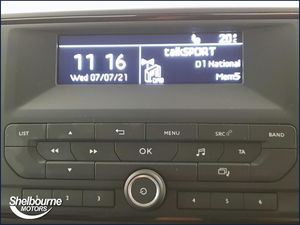 20°c
talkSPORT
11 16
D1 National
Wed 07/07/21
Mem5
LIST
MENU
SRC
BAND
OK
TA
1
2
3
4
5
6
Shelbourne
MOTORS